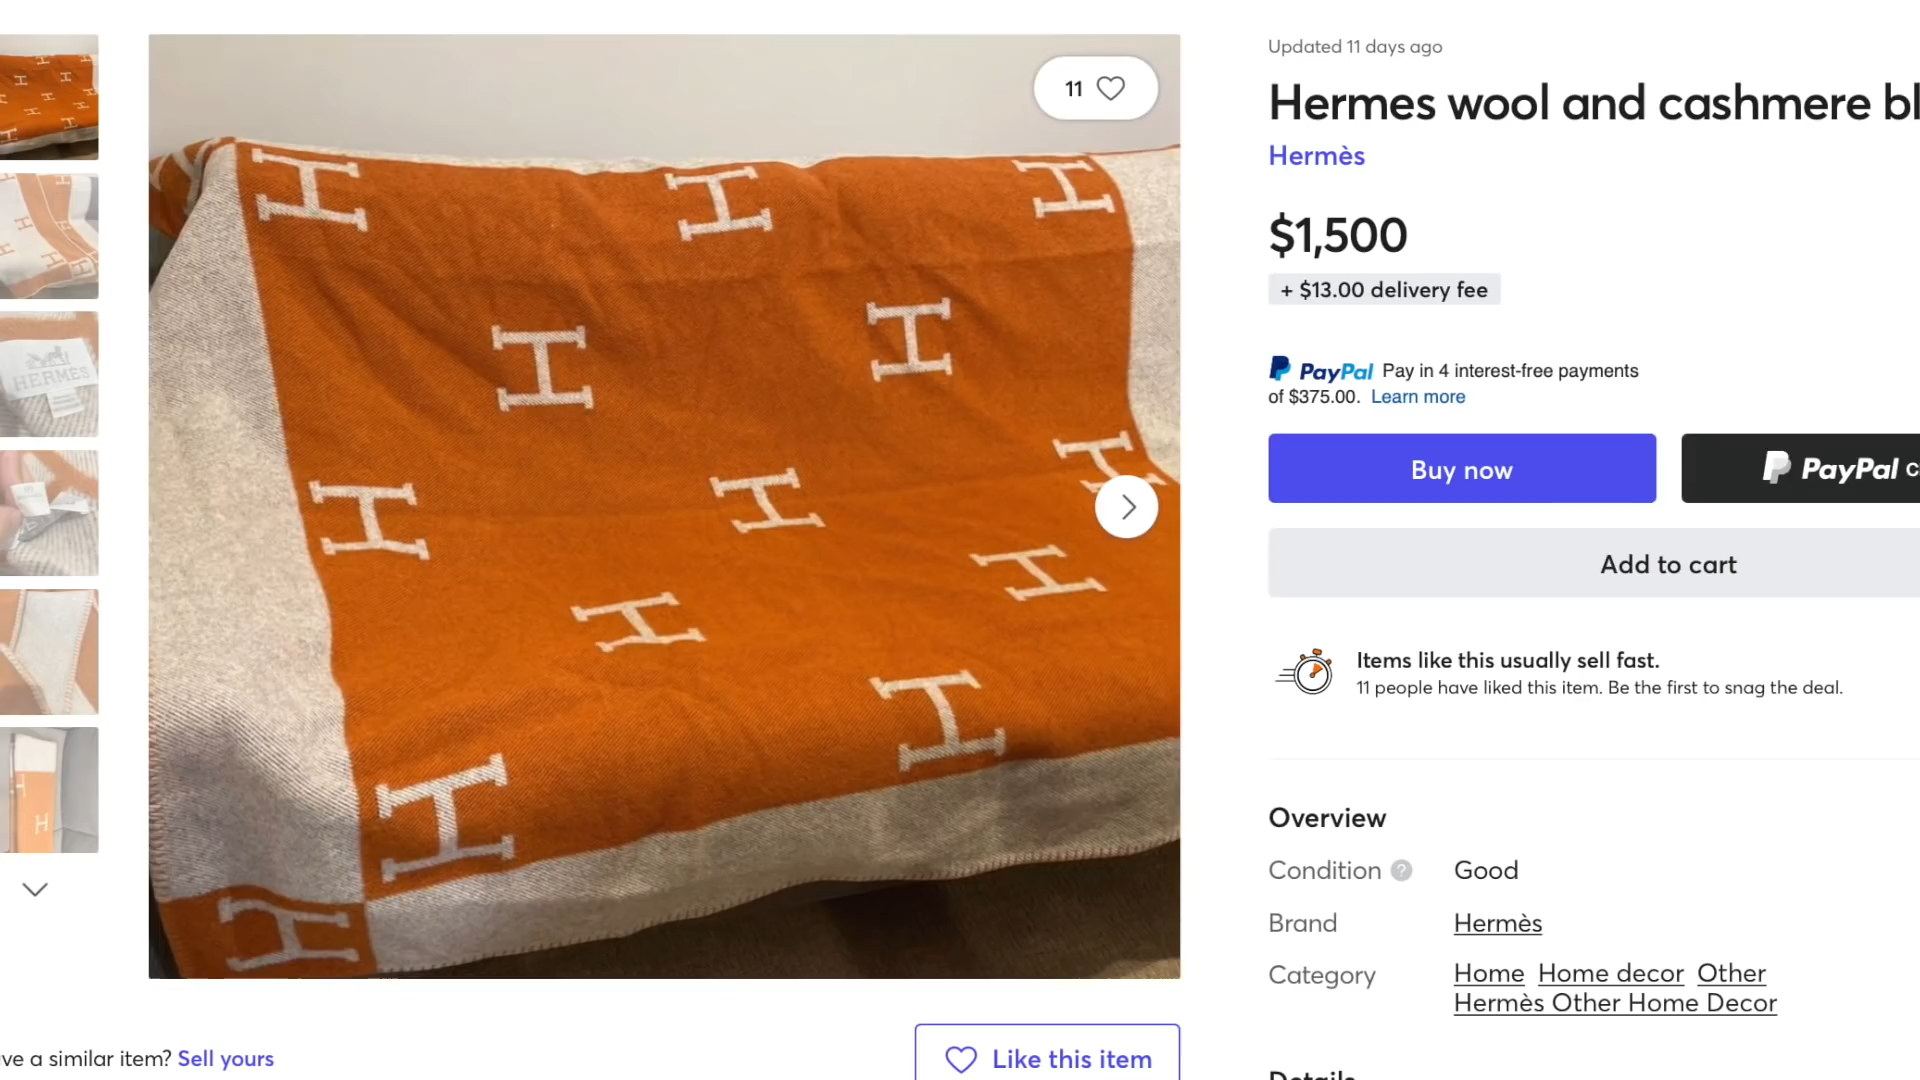 11
Updated 11 days ago
Hermes wool and cashmere bl
Hermès
$1,500
+ $13.00 delivery fee
PayPal Pay in 4 interest-free payments
of $375.00. Learn more
Buy now
PayPal C
Add to cart
Items like this usually sell fast.
11 people have liked this item. Be the first to snag the deal.
Overview
Condition ? Good
Brand Hermès
Category Home Home decor Other
Hermès Other Home Decor
Details
HERMES
H
H
H
H
H
H
H
H
H
H
H
H
H
ve a similar item? Sell yours
Like this item